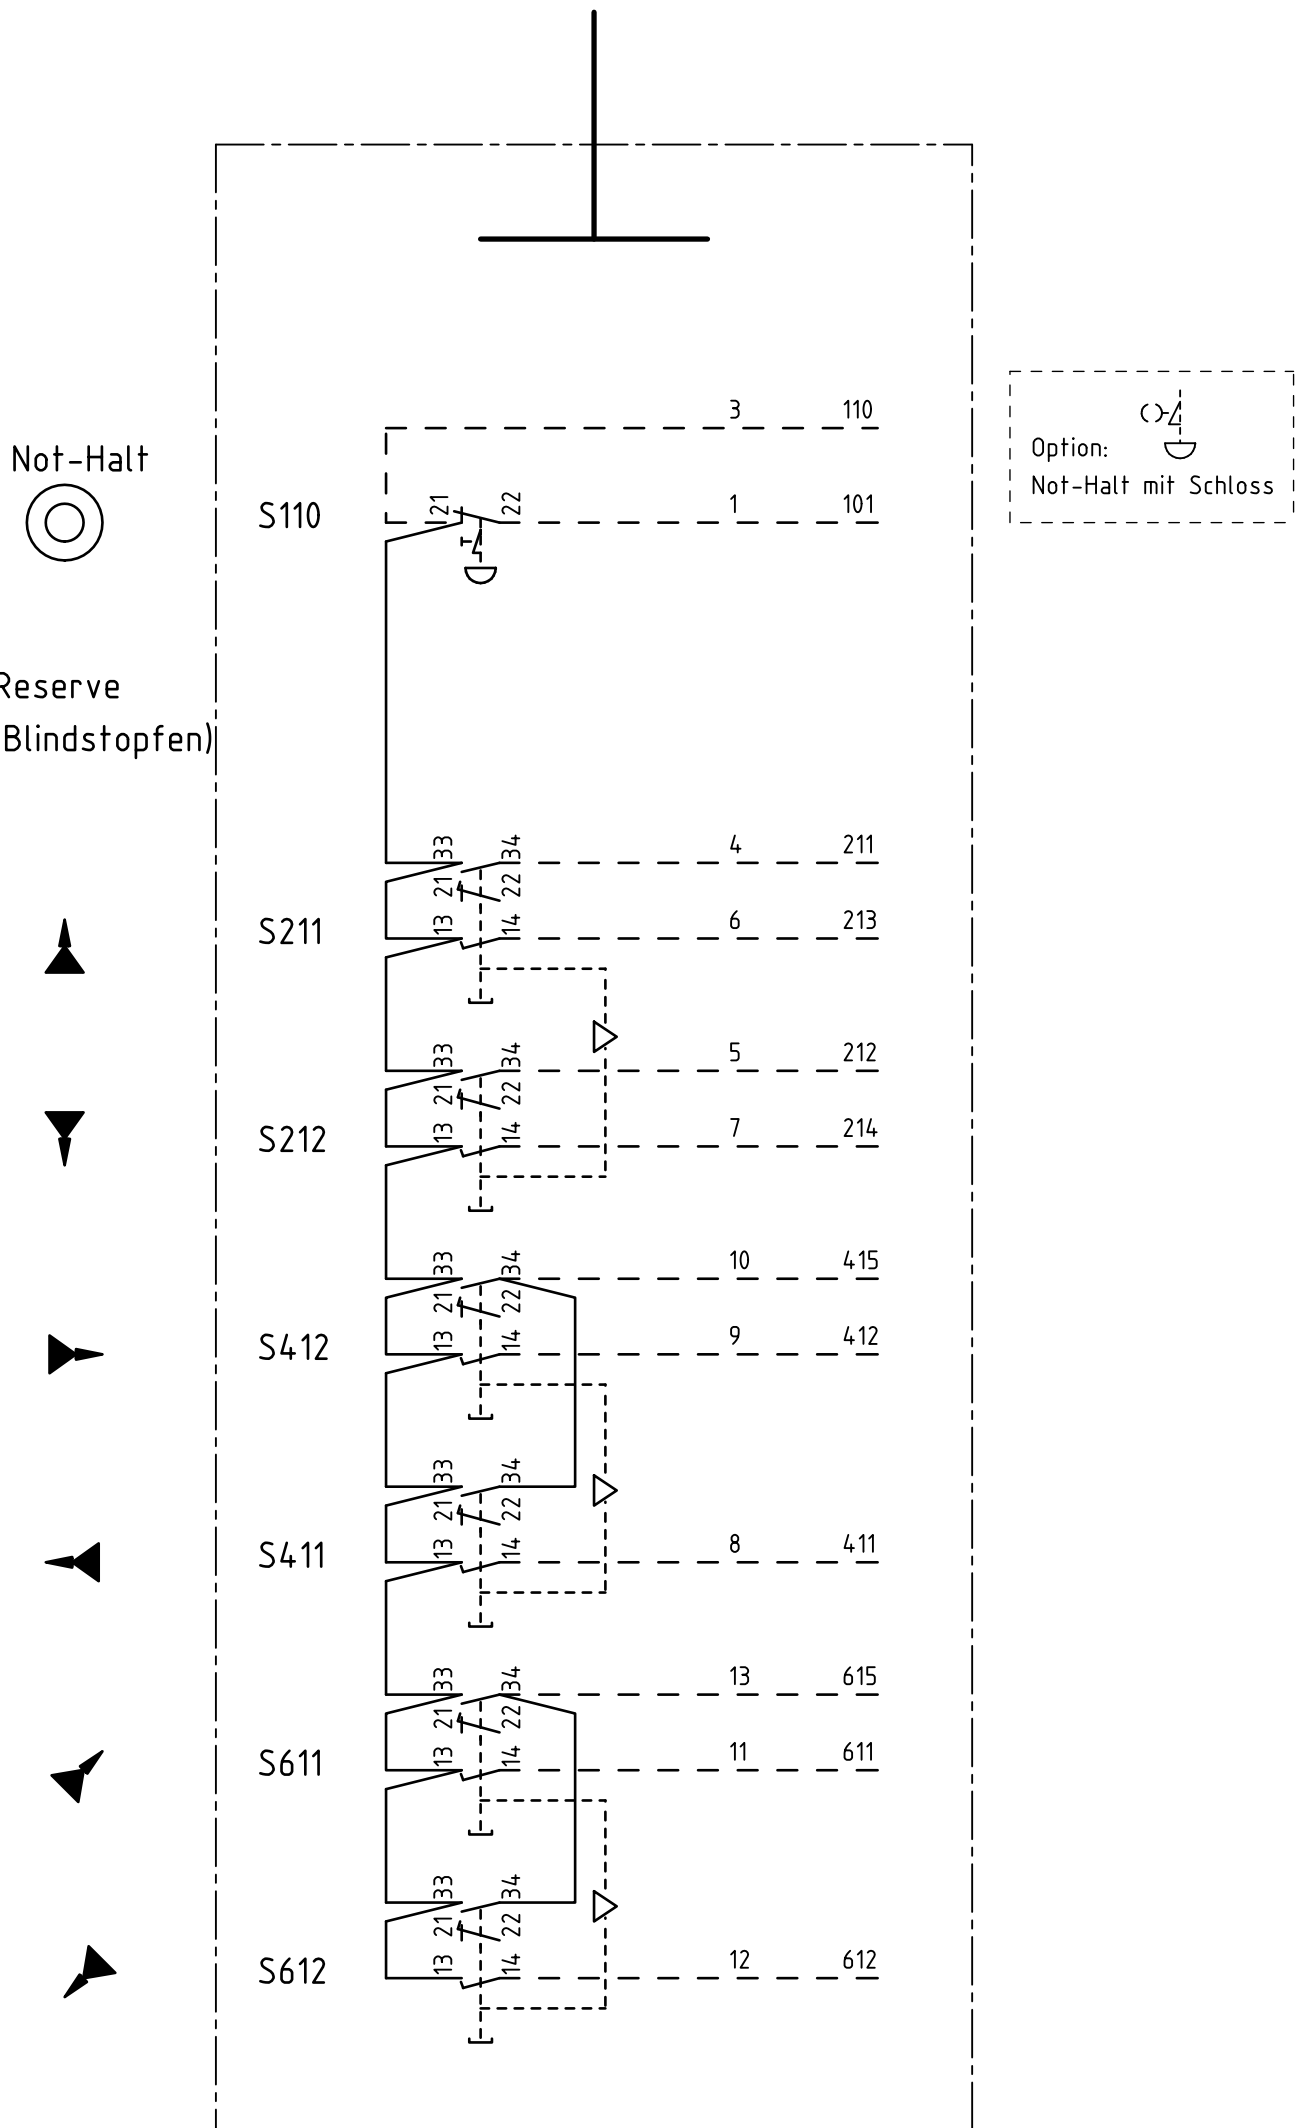 3 110
Not-Halt
Option:
Not-Halt mit Schloss
S110 21 22 1 101
Reserve
Blindstopfen)
33 34 4 211
21 22
S211 13 14 6 213
33 34 5 212
21 22
S212 13 14 7 214
33 34 10 415
21 22
S412 13 14 9 412
33 34
21 22
S411 13 14 8 411
33 34 13 615
21 22
S611 13 14 11 611
33 34
21 22
S612 13 14 12 612